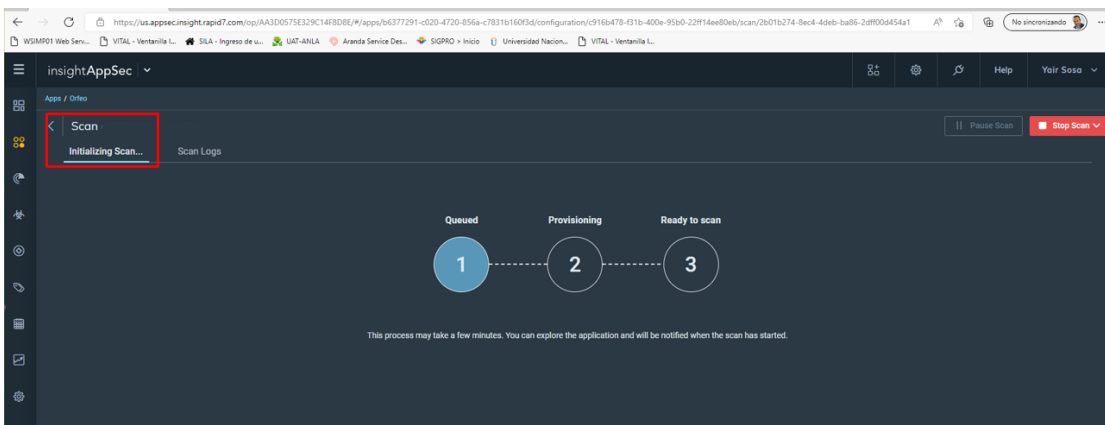 https://us.appsec.insight.rapid7.com/op/AA3D0575E329C14F8D8E/#/apps/b6377291-c020-4720-856a-c7831b160f3d/configuration/c916b478-f31b-400e-95b0-22ff14ee80eb/scan/2b01b274-8ec4-4deb-ba86-2dff00d454a1 No sincronizando
WSIMP01 Web Serv... VITAL - Ventanilla I... SILA - Ingreso de u... UAT-ANLA Aranda Service Des... SIGPRO > Inicio Universidad Nacion... VITAL - Ventanilla I...
insightAppSec Help Yair Sosa
Apps / Orfeo
Scan Pause Scan Stop Scan
Initializing Scan... Scan Logs
Queued Provisioning Ready to scan
1 2 3
This process may take a few minutes. You can explore the application and will be notified when the scan has started.